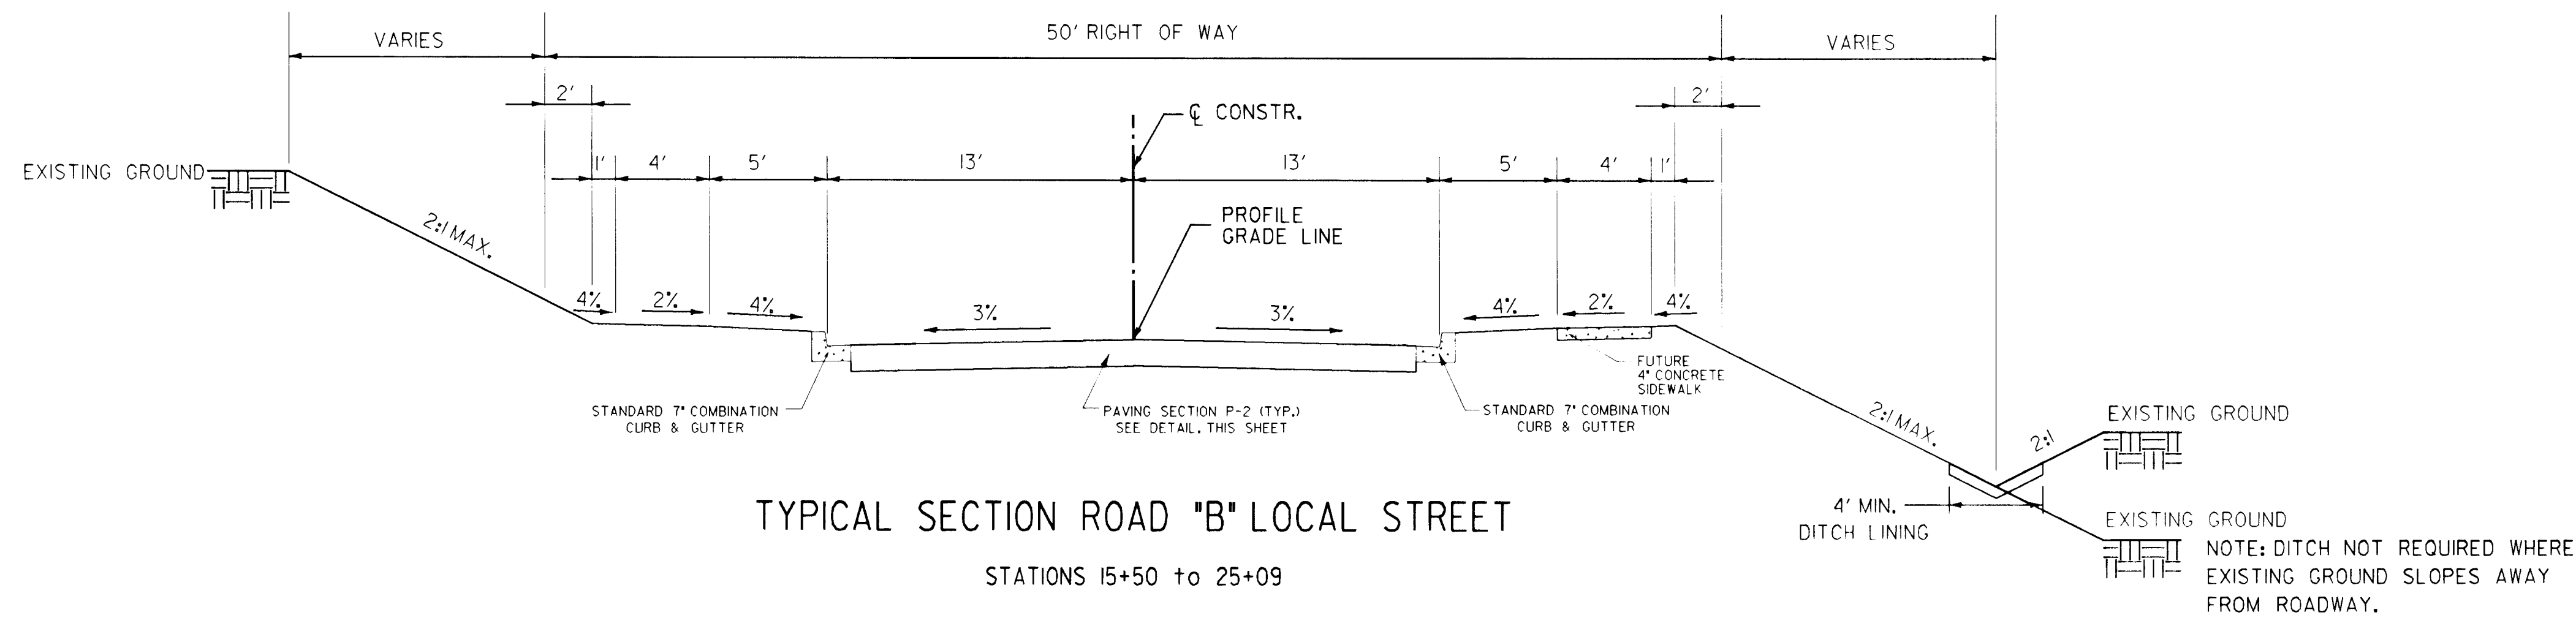 VARIES
50' RIGHT OF WAY
VARIES
2'
2'
℄ CONSTR.
1'
4'
5'
13'
13'
5'
4'
1'
EXISTING GROUND
PROFILE
GRADE LINE
2:1 MAX.
4%
2%
4%
3%
3%
4%
2%
4%
FUTURE
4" CONCRETE
SIDEWALK
STANDARD 7" COMBINATION
CURB & GUTTER
PAVING SECTION P-2 (TYP.)
SEE DETAIL, THIS SHEET
STANDARD 7" COMBINATION
CURB & GUTTER
2:1 MAX.
2:1
EXISTING GROUND
4' MIN.
DITCH LINING
EXISTING GROUND
NOTE: DITCH NOT REQUIRED WHERE
EXISTING GROUND SLOPES AWAY
FROM ROADWAY.
TYPICAL SECTION ROAD "B" LOCAL STREET
STATIONS 15+50 to 25+09